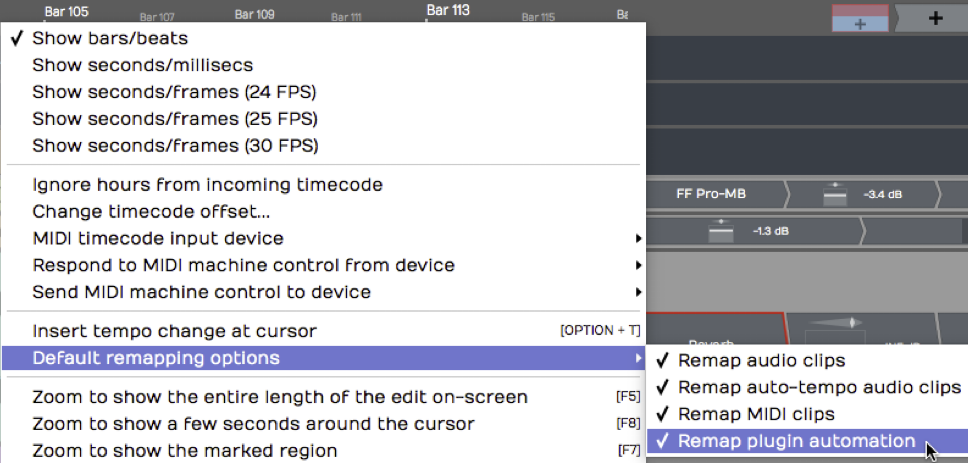 Bar 105 Bar 107 Bar 109 Bar 111 Bar 113 Bar 115
✓ Show bars/beats
Show seconds/millisecs
Show seconds/frames (24 FPS)
Show seconds/frames (25 FPS)
Show seconds/frames (30 FPS)
Ignore hours from incoming timecode
Change timecode offset...
MIDI timecode input device
Respond to MIDI machine control from device
Send MIDI machine control to device
Insert tempo change at cursor [OPTION + T]
Default remapping options
Zoom to show the entire length of the edit on-screen [F5]
Zoom to show a few seconds around the cursor [F8]
Zoom to show the marked region [F7]
FF Pro-MB -3.4 dB
-1.3 dB
Reverb
✓ Remap audio clips
✓ Remap auto-tempo audio clips
✓ Remap MIDI clips
✓ Remap plugin automation